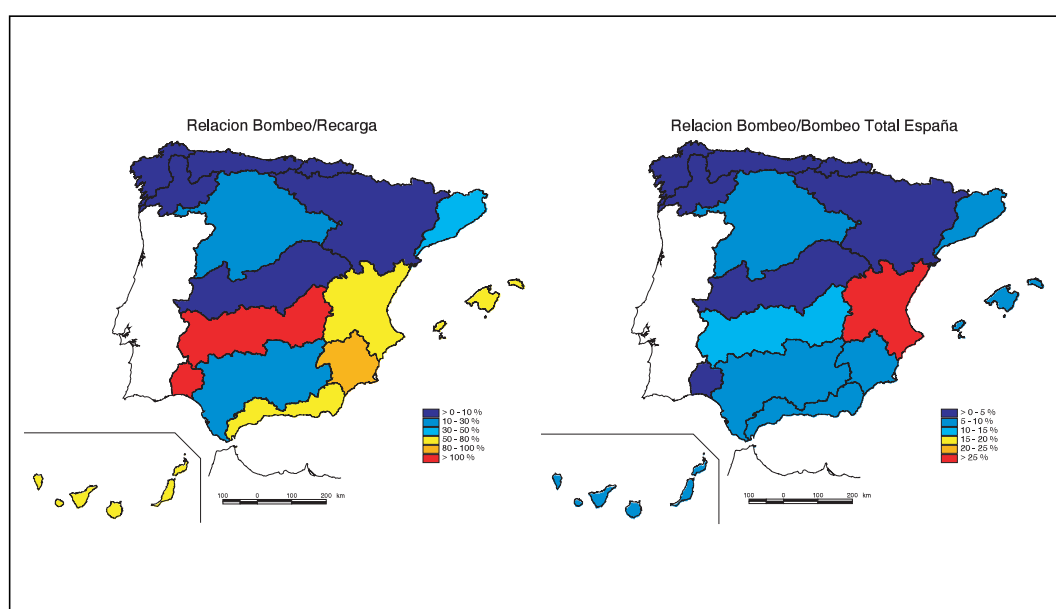 Relacion Bombeo/Recarga
> 0 - 10 %
10 - 30 %
30 - 50 %
50 - 80 %
80 - 100 %
> 100 %
100 0 100 200 km
Relacion Bombeo/Bombeo Total España
> 0 - 5 %
5 - 10 %
10 - 15 %
15 - 20 %
20 - 25 %
> 25 %
100 0 100 200 km